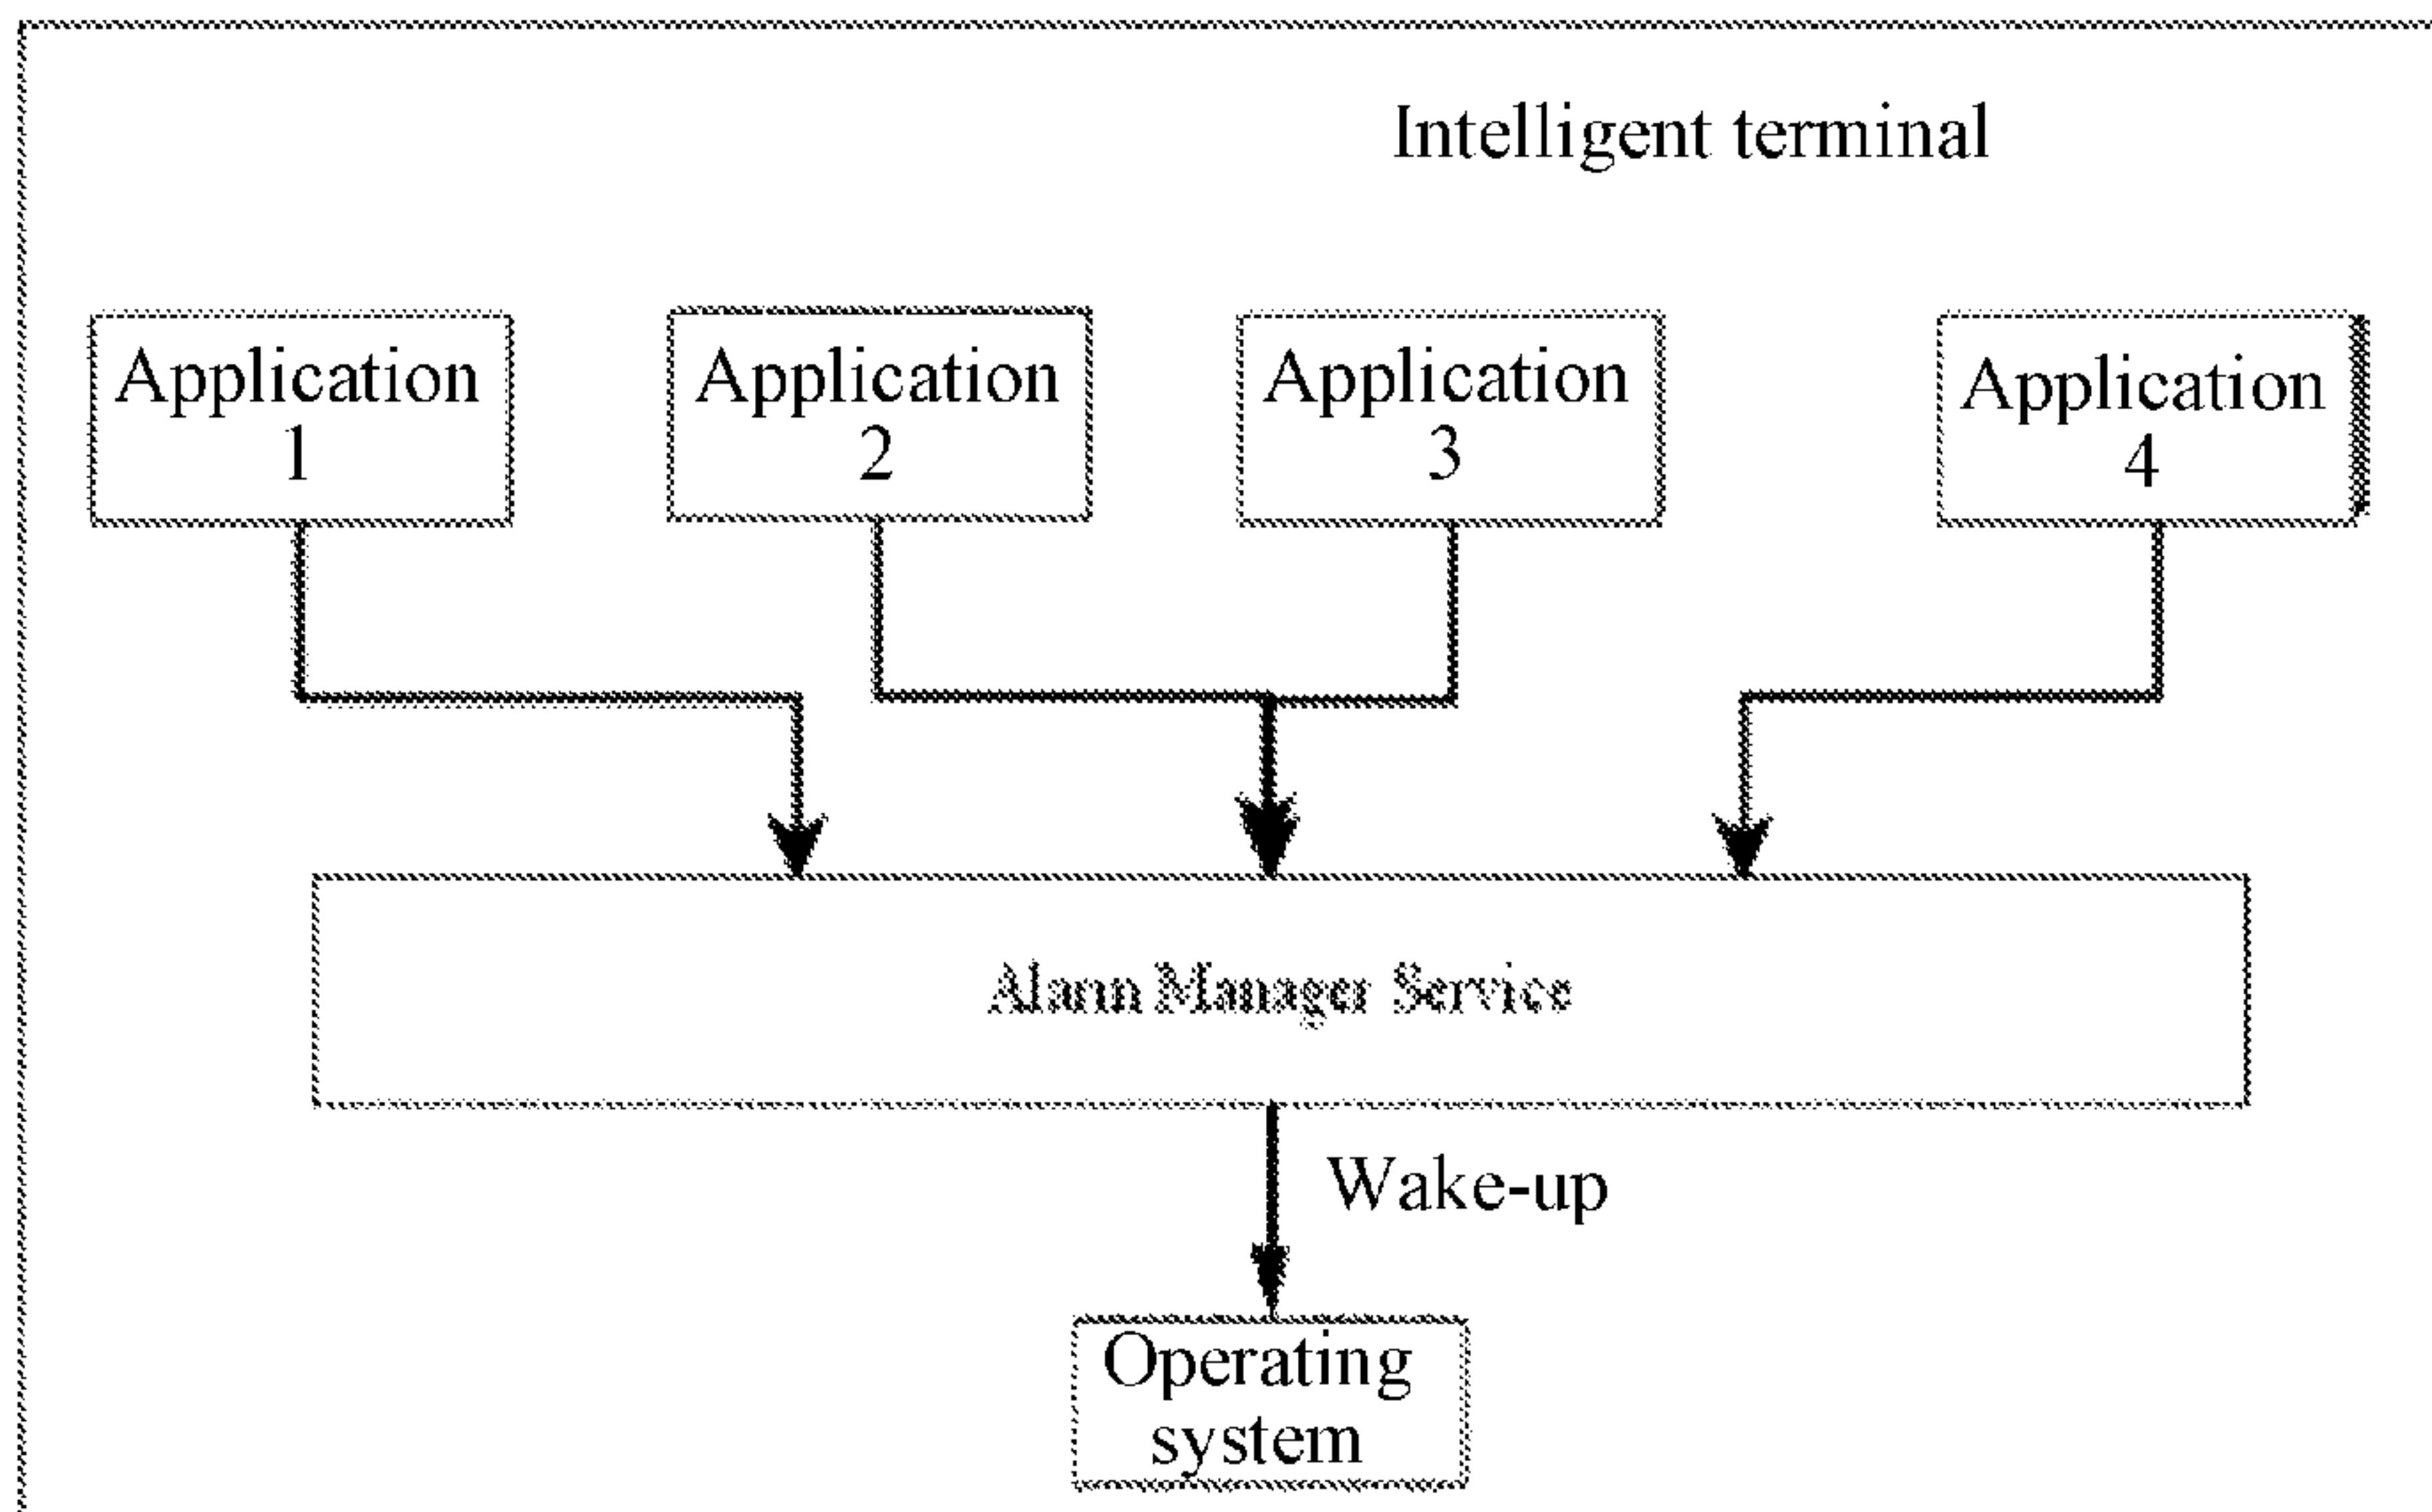 Intelligent terminal
Application
1
Application
2
Application
3
Application
4
Alarm Manager Service
Wake-up
Operating
system